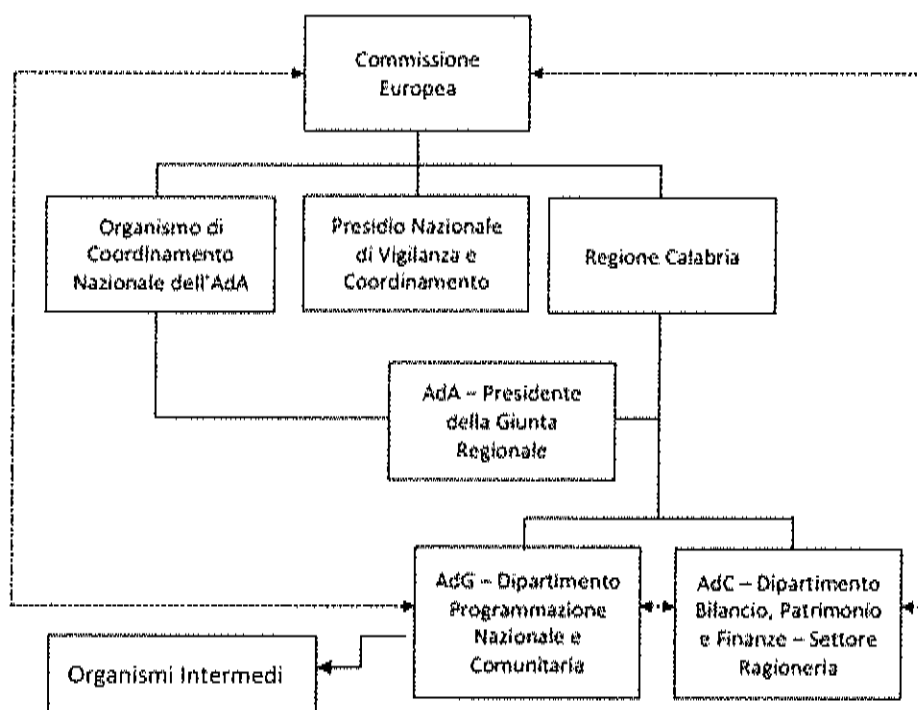 Commissione
Europea
Organismo di
Coordinamento
Nazionale dell'AdA
Presidio Nazionale
di Vigilanza e
Coordinamento
Regione Calabria
AdA – Presidente
della Giunta
Regionale
AdG – Dipartimento
Programmazione
Nazionale e
Comunitaria
AdC – Dipartimento
Bilancio, Patrimonio
e Finanze – Settore
Ragioneria
Organismi Intermedi